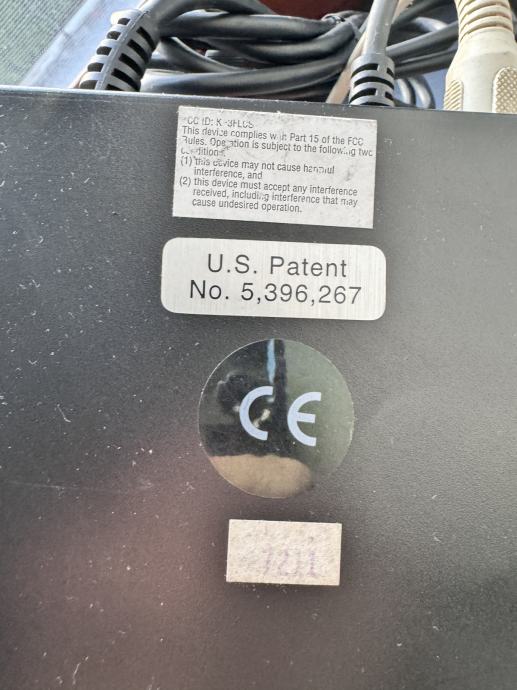 This device complies with Part 15 of the FCC
Rules. Operation is subject to the following two
conditions
(1) this device may not cause harmful
interference, and
(2) this device must accept any interference
received, including interference that may
cause undesired operation.
U.S. Patent
No. 5,396,267
CE